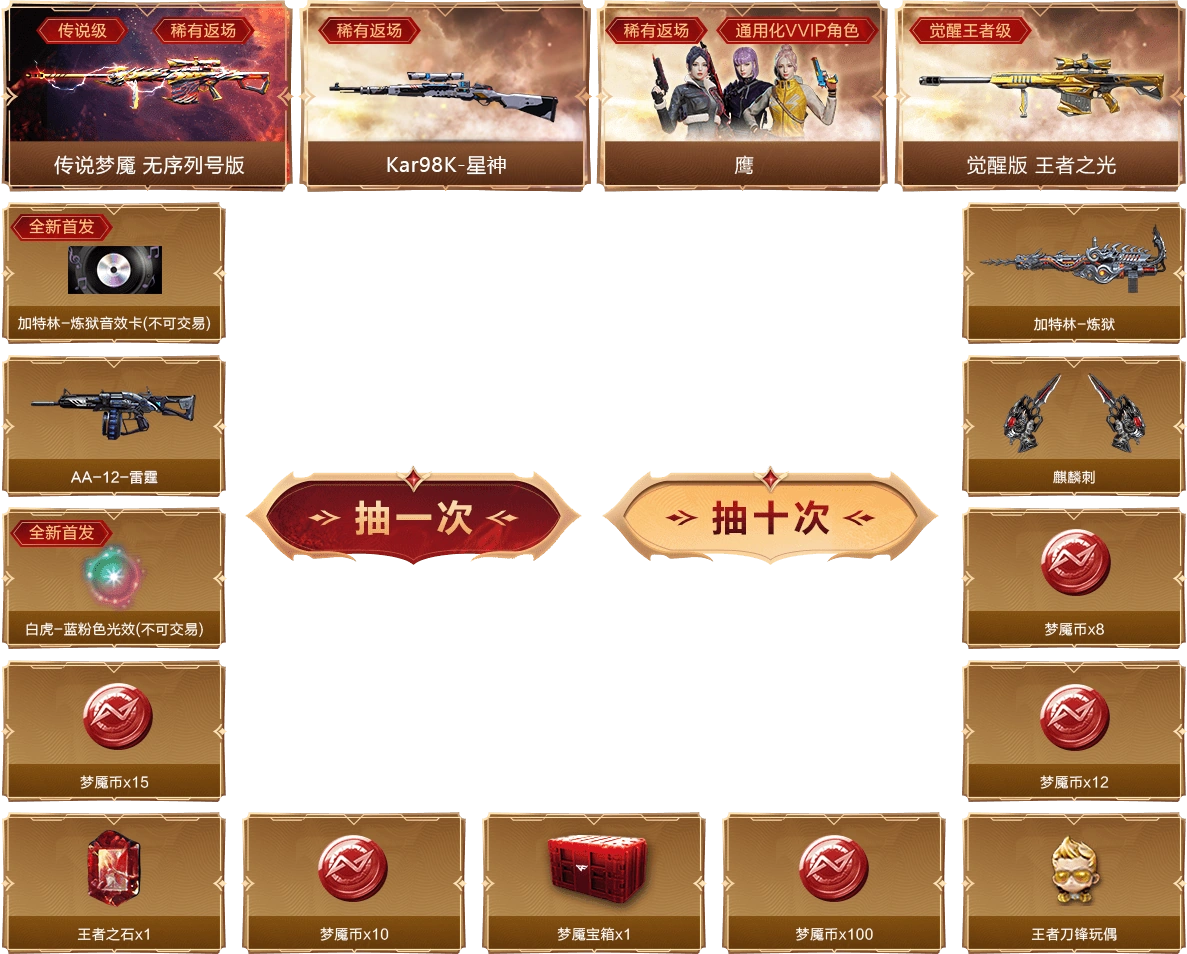 传说级
稀有返场
传说梦魇 无序列号版
稀有返场
Kar98K-星神
稀有返场
通用化VVIP角色
鹰
觉醒王者级
觉醒版 王者之光
全新首发
加特林-炼狱音效卡(不可交易)
加特林-炼狱
AA-12-雷霆
麒麟刺
抽一次
抽十次
全新首发
白虎-蓝粉色光效(不可交易)
梦魇币x8
梦魇币x15
梦魇币x12
王者之石x1
梦魇币x10
梦魇宝箱x1
梦魇币x100
王者刀锋玩偶